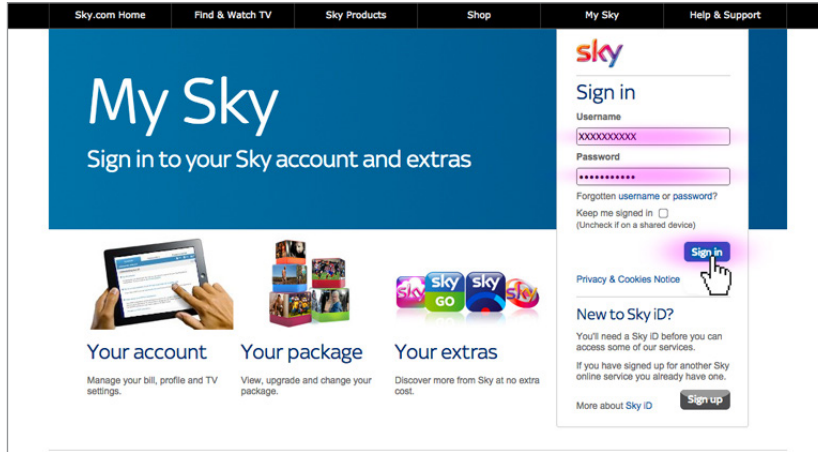 Sky.com Home Find & Watch TV Sky Products Shop My Sky Help & Support
My Sky
Sign in to your Sky account and extras
sky
Sign in
Username
XXXXXXXXXX
Password
•••••••••••
Forgotten username or password?
Keep me signed in
(Uncheck if on a shared device)
Sign in
Privacy & Cookies Notice
New to Sky iD?
You'll need a Sky iD before you can
access some of our services.
If you have signed up for another Sky
online service you already have one.
More about Sky iD
Sign up
sky sky GO sky sky
Your account
Manage your bill, profile and TV
settings.
Your package
View, upgrade and change your
package.
Your extras
Discover more from Sky at no extra
cost.